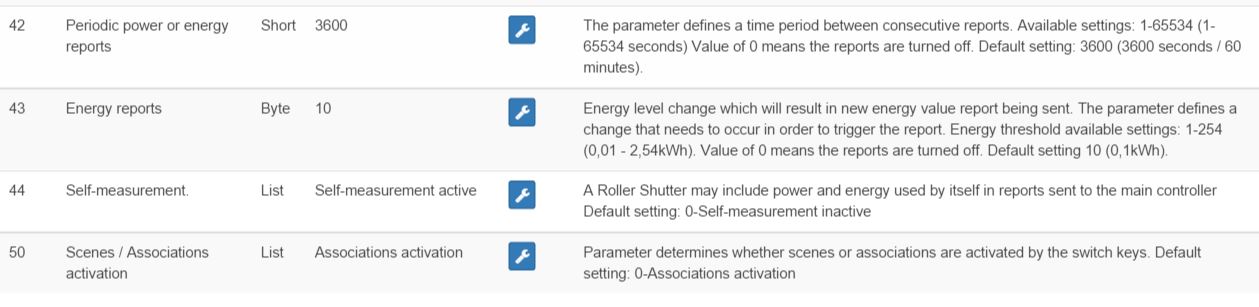 42 Periodic power or energy Short 3600 The parameter defines a time period between consecutive reports. Available settings: 1-65534 (1-
reports 65534 seconds) Value of 0 means the reports are turned off. Default setting: 3600 (3600 seconds / 60
minutes).
43 Energy reports Byte 10 Energy level change which will result in new energy value report being sent. The parameter defines a
change that needs to occur in order to trigger the report. Energy threshold available settings: 1-254
(0,01 - 2,54kWh). Value of 0 means the reports are turned off. Default setting 10 (0,1kWh).
44 Self-measurement. List Self-measurement active A Roller Shutter may include power and energy used by itself in reports sent to the main controller
Default setting: 0-Self-measurement inactive
50 Scenes / Associations List Associations activation Parameter determines whether scenes or associations are activated by the switch keys. Default
activation setting: 0-Associations activation